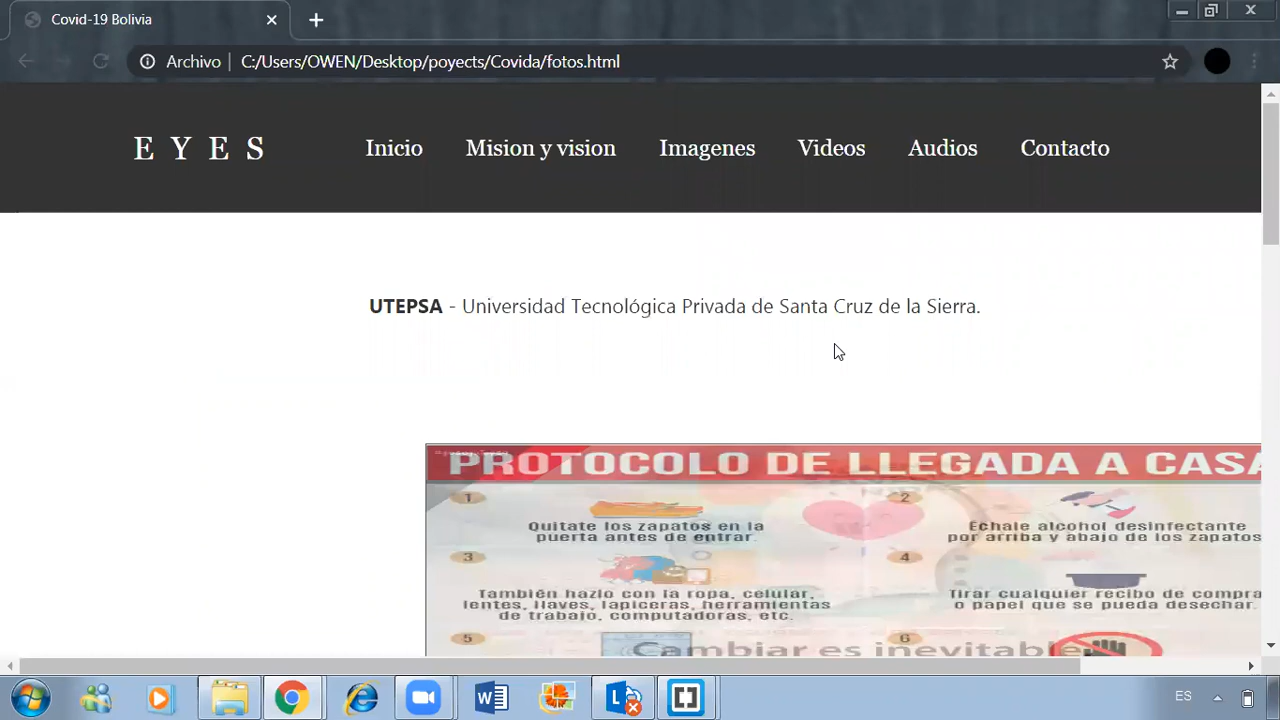 Covid-19 Bolivia
Archivo C:/Users/OWEN/Desktop/poyects/Covida/fotos.html
E Y E S Inicio Mision y vision Imagenes Videos Audios Contacto
UTEPSA - Universidad Tecnológica Privada de Santa Cruz de la Sierra.
PROTOCOLO DE LLEGADA A CASA
1
Quitate los zapatos en la
puerta antes de entrar.
2
Échale alcohol desinfectante
por arriba y abajo de los zapatos
3
También hazlo con la ropa, celular,
lentes, llaves, lapiceras, herramientas
de trabajo, computadoras, etc.
4
Tirar cualquier recibo de compra
o papel que se pueda desechar.
5
6
Cambiar es inevitable
ES